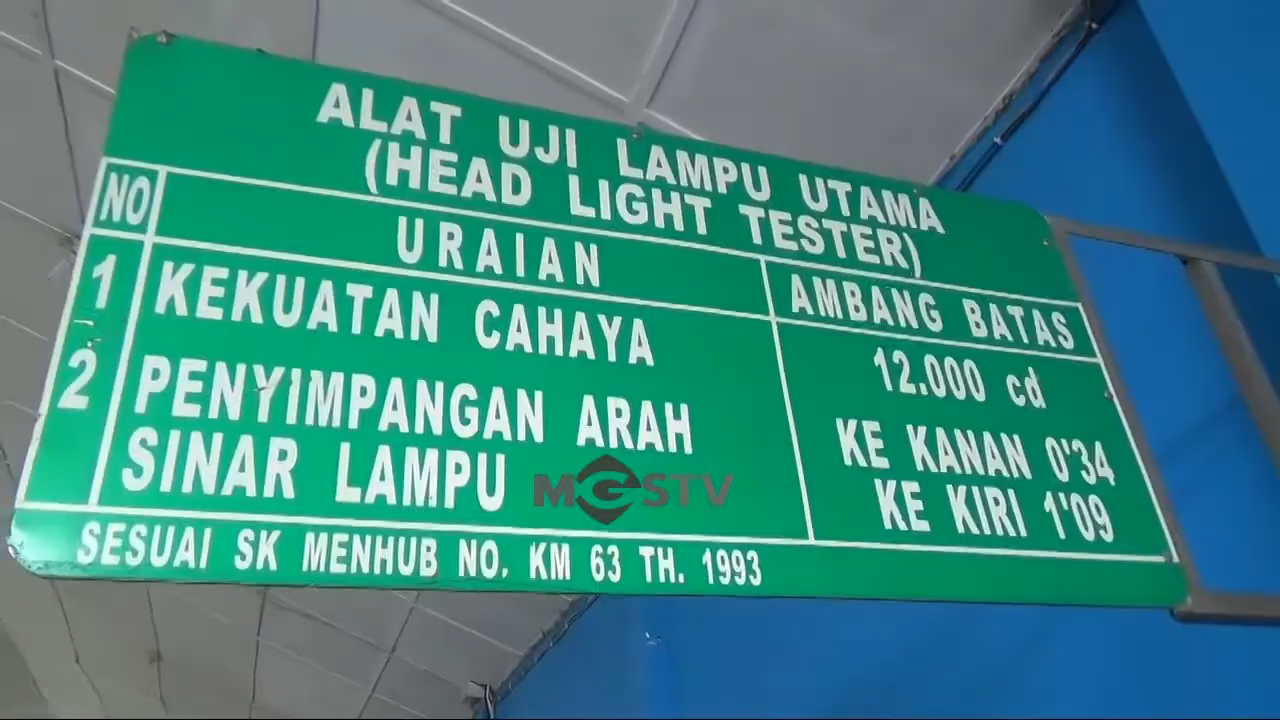 ALAT UJI LAMPU UTAMA
(HEAD LIGHT TESTER)
NO URAIAN AMBANG BATAS
1 KEKUATAN CAHAYA 12.000 cd
2 PENYIMPANGAN ARAH KE KANAN 0'34
SINAR LAMPU KE KIRI 1'09
MGSTV
SESUAI SK MENHUB NO. KM 63 TH. 1993